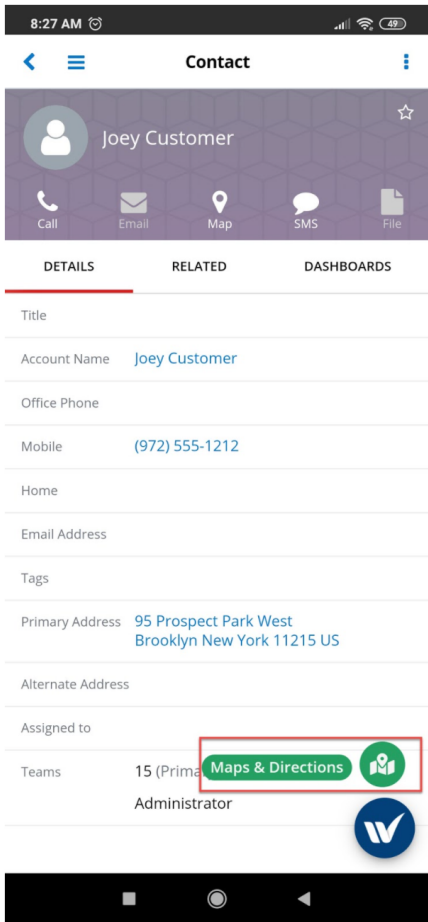 8:27 AM
49
Contact
Joey Customer
Call
Email
Map
SMS
File
DETAILS
RELATED
DASHBOARDS
Title
Account Name
Joey Customer
Office Phone
Mobile
(972) 555-1212
Home
Email Address
Tags
Primary Address
95 Prospect Park West
Brooklyn New York 11215 US
Alternate Address
Assigned to
Teams
15 (Prima
Maps & Directions
Administrator